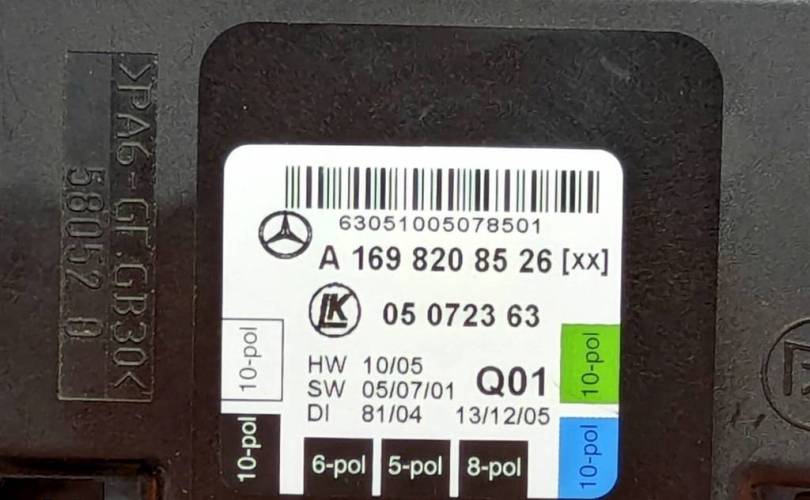 >PA6-GF.GB30K<
58052 0
63051005078501
A 169 820 85 26 [xx]
LK 05 0723 63
HW 10/05
SW 05/07/01 Q01
DI 81/04 13/12/05
10-pol
10-pol
10-pol
10-pol
6-pol 5-pol 8-pol